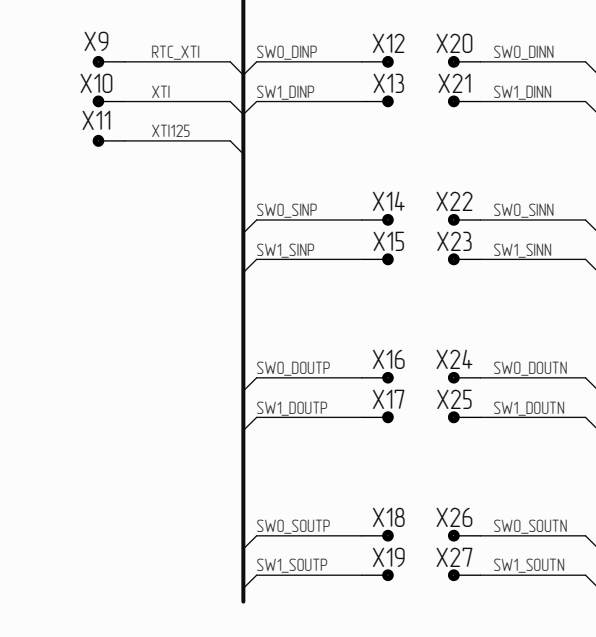 X9 RTC_XTI SW0_DINP X12 X20 SW0_DINN
X10 XTI SW1_DINP X13 X21 SW1_DINN
X11 XTI125
SW0_SINP X14 X22 SW0_SINN
SW1_SINP X15 X23 SW1_SINN
SW0_DOUTP X16 X24 SW0_DOUTN
SW1_DOUTP X17 X25 SW1_DOUTN
SW0_SOUTP X18 X26 SW0_SOUTN
SW1_SOUTP X19 X27 SW1_SOUTN